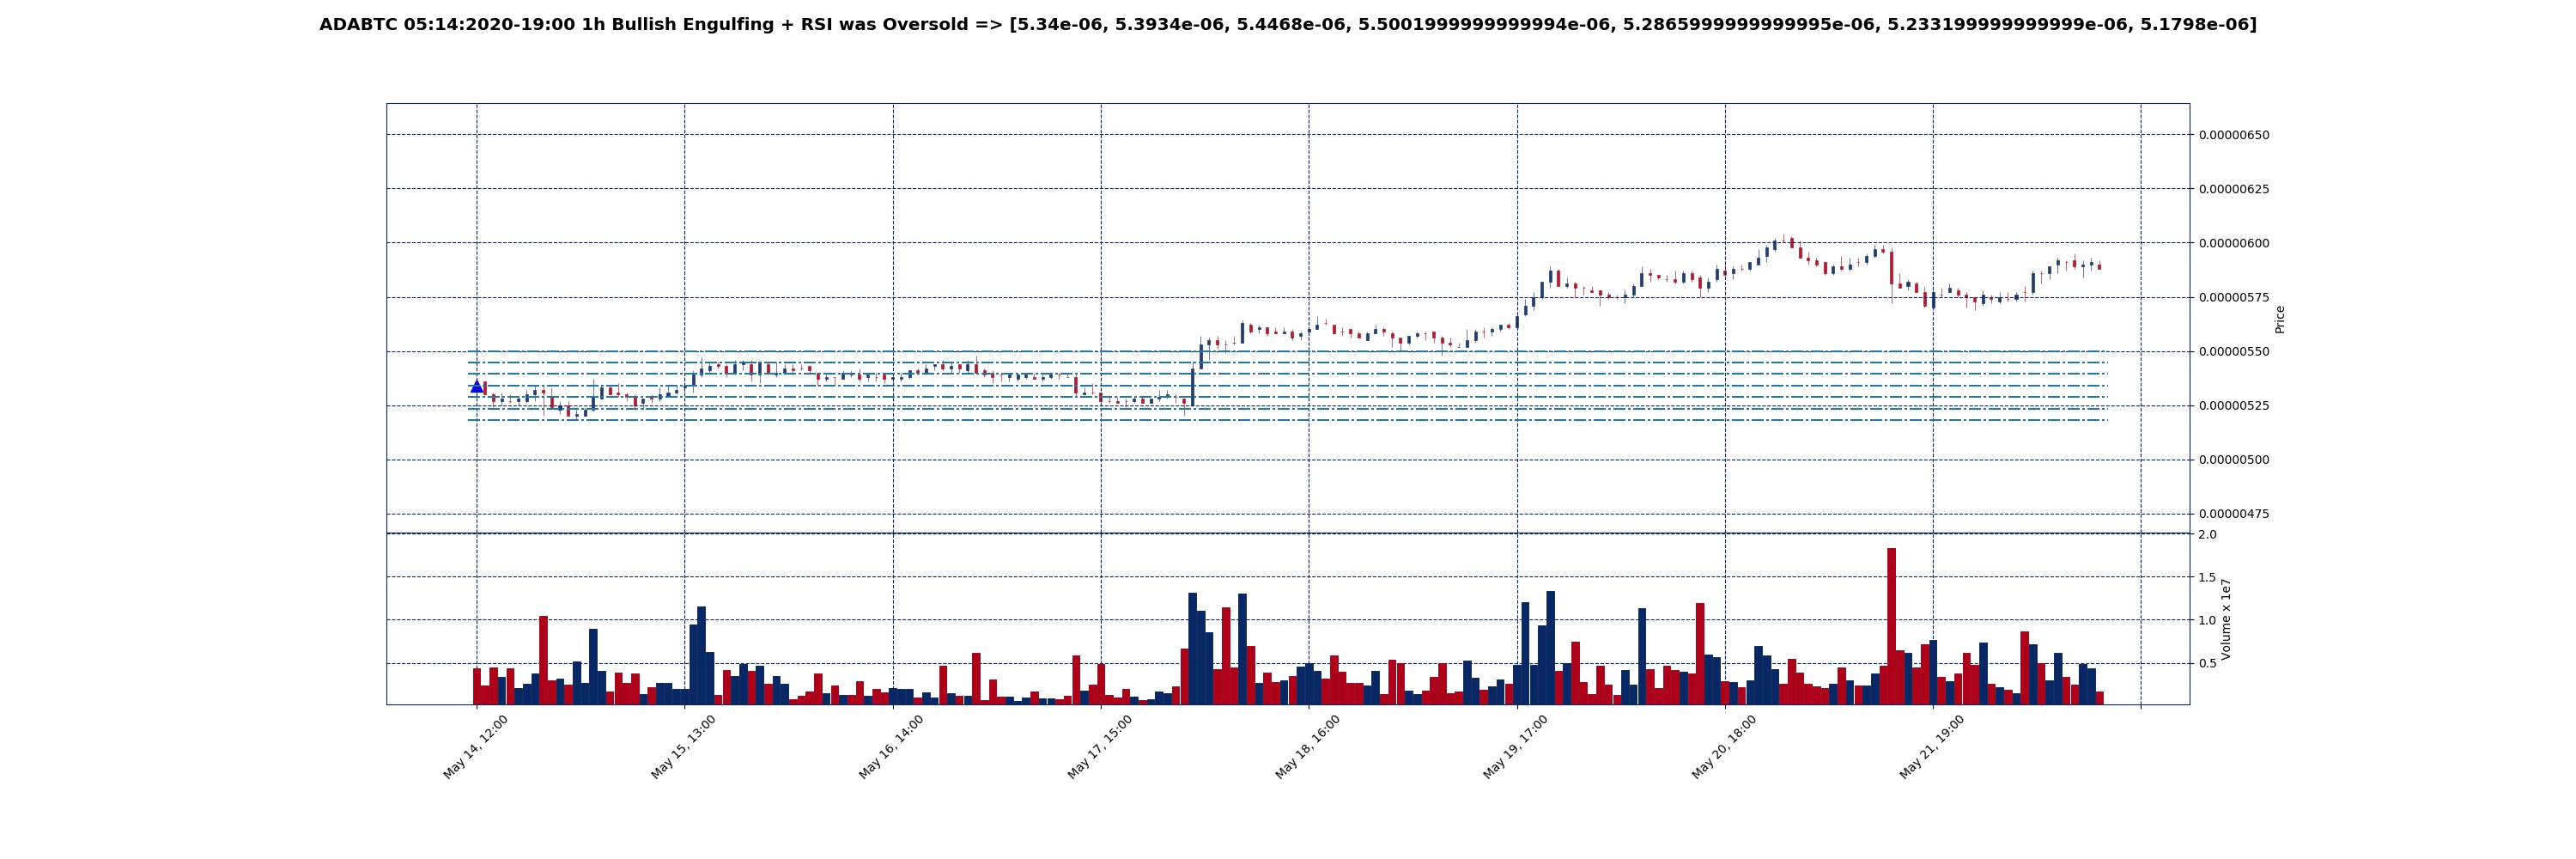 ADABTC 05:14:2020-19:00 1h Bullish Engulfing + RSI was Oversold => [5.34e-06, 5.3934e-06, 5.4468e-06, 5.5001999999999994e-06, 5.2865999999999995e-06, 5.233199999999999e-06, 5.1798e-06]
0.00000650
0.00000625
0.00000600
0.00000575
Price
0.00000550
0.00000525
0.00000500
0.00000475
2.0
1.5
1.0
0.5
Volume x 1e7
May 14, 12:00
May 15, 13:00
May 16, 14:00
May 17, 15:00
May 18, 16:00
May 19, 17:00
May 20, 18:00
May 21, 19:00